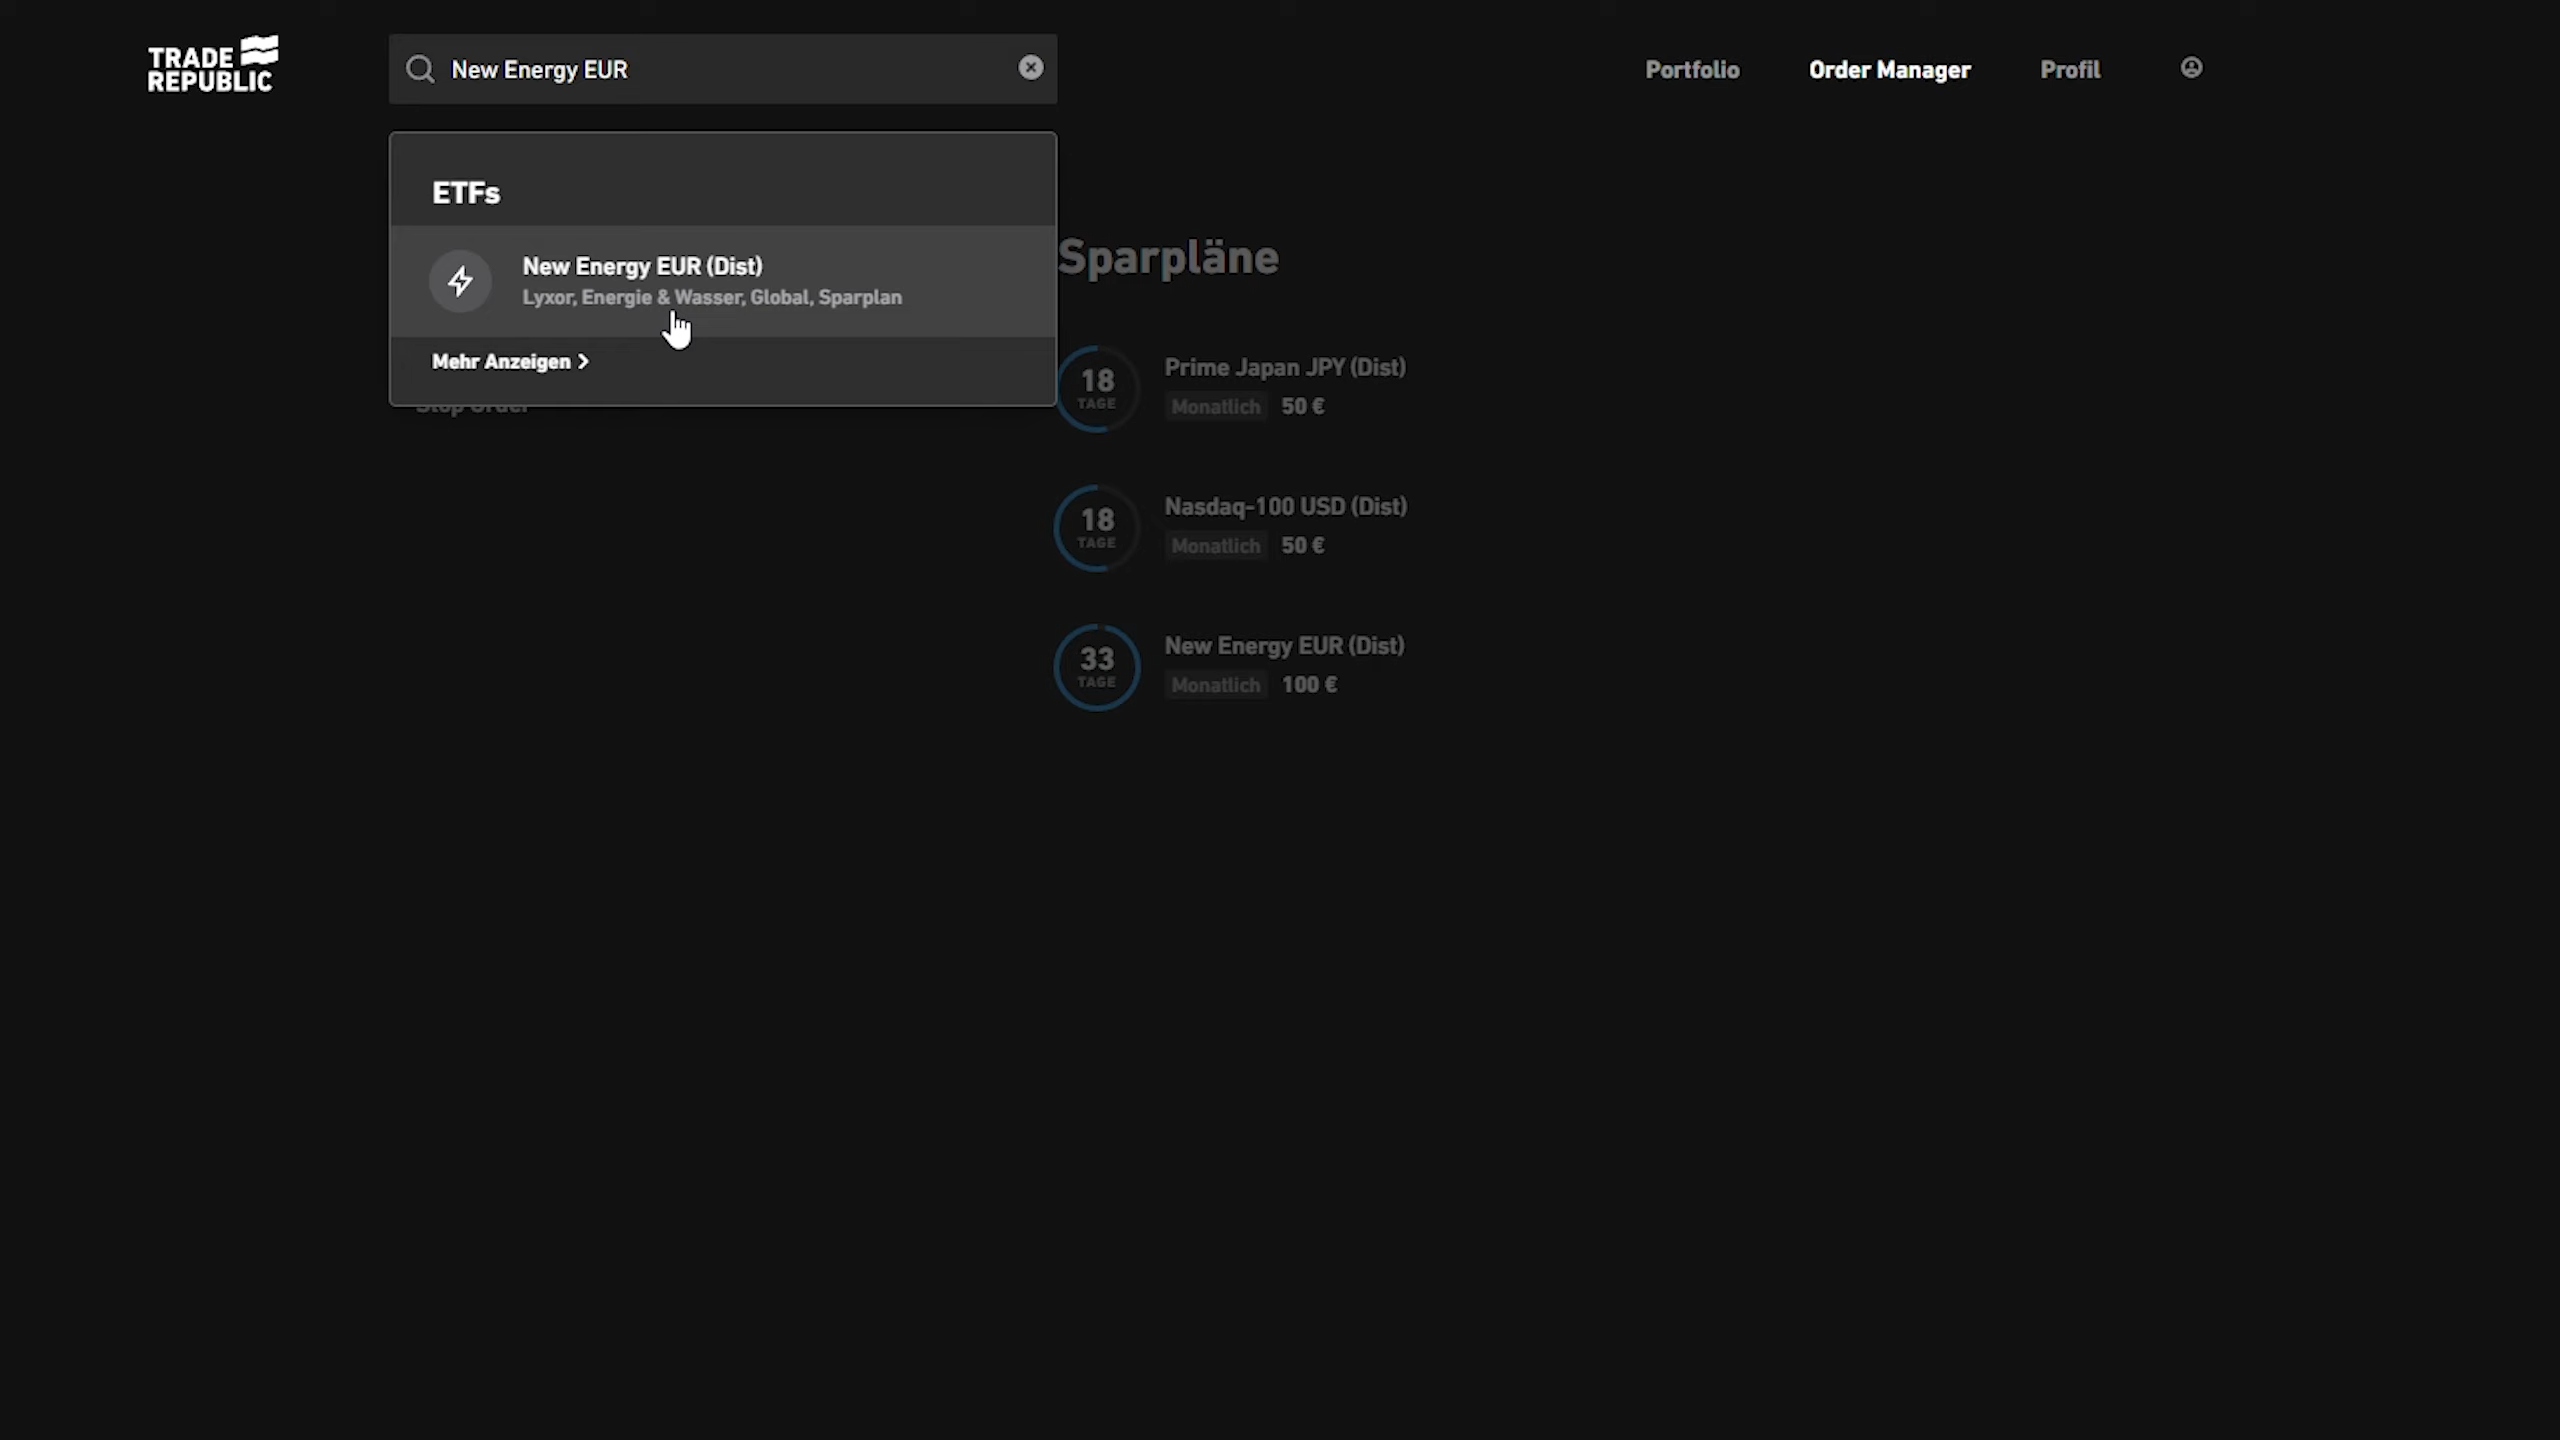 TRADE
REPUBLIC
New Energy EUR
Portfolio
Order Manager
Profil
ETFs
New Energy EUR (Dist)
Lyxor, Energie & Wasser, Global, Sparplan
Mehr Anzeigen
Stop Order
Sparpläne
18
TAGE
Prime Japan JPY (Dist)
Monatlich 50 €
18
TAGE
Nasdaq-100 USD (Dist)
Monatlich 50 €
33
TAGE
New Energy EUR (Dist)
Monatlich 100 €